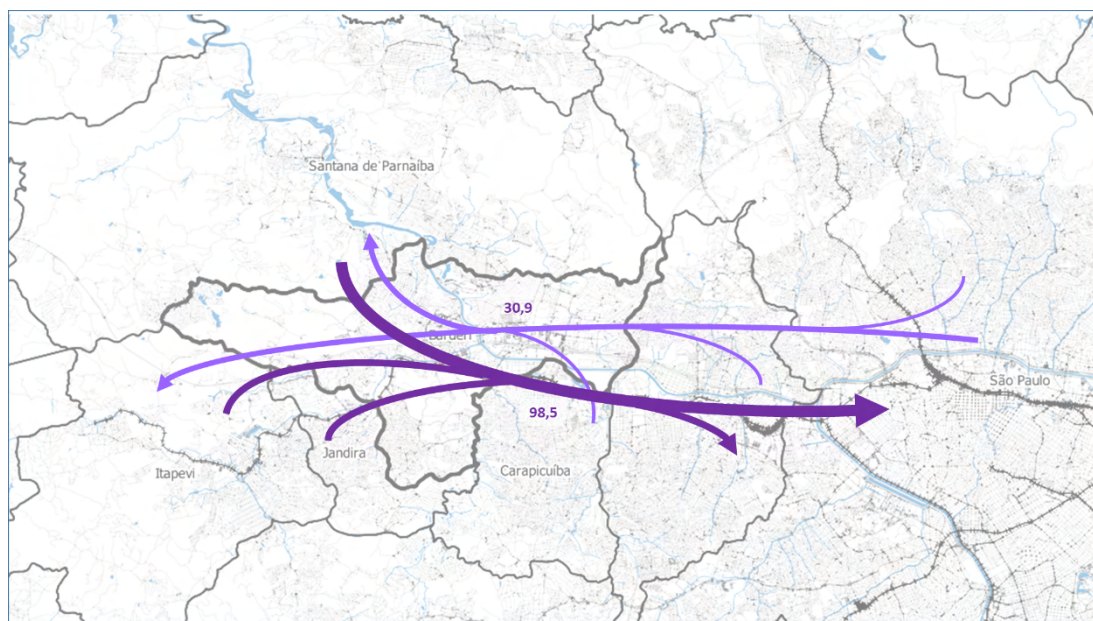 Santana de Parnaíba
30,9
Barueri
São Paulo
98,5
Jandira
Itapevi
Carapicuíba